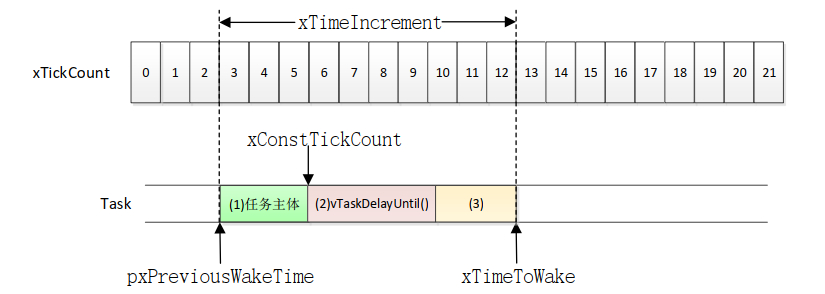 xTimeIncrement
xTickCount 0 1 2 3 4 5 6 7 8 9 10 11 12 13 14 15 16 17 18 19 20 21
xConstTickCount
Task (1)任务主体 (2)vTaskDelayUntil() (3)
pxPreviousWakeTime xTimeToWake